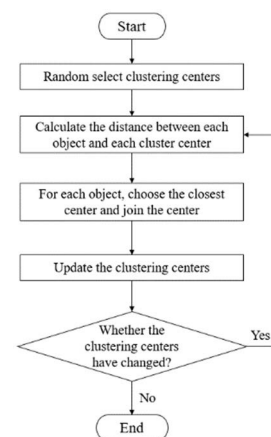 Start
Random select clustering centers
Calculate the distance between each
object and each cluster center
For each object, choose the closest
center and join the center
Update the clustering centers
Whether the
clustering centers
have changed?
Yes
No
End